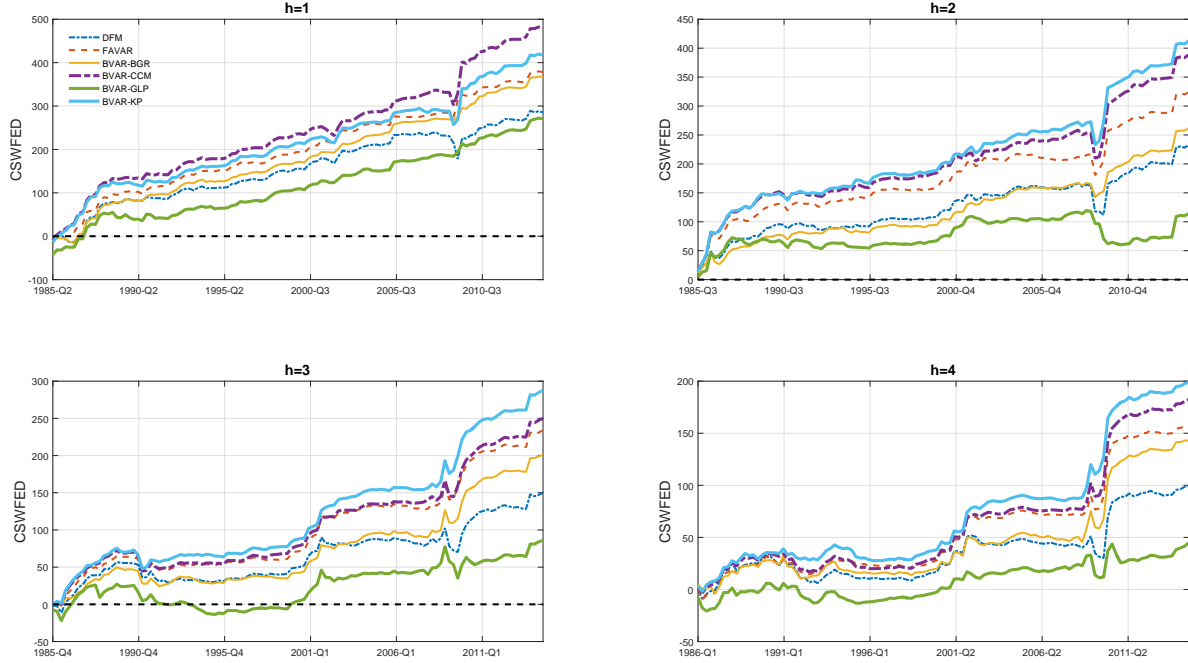 h=1
CSWFED
500
400
300
200
100
0
-100
DFM
FAVAR
BVAR-BGR
BVAR-CCM
BVAR-GLP
BVAR-KP
1985-Q2
1990-Q2
1995-Q2
2000-Q3
2005-Q3
2010-Q3
h=2
CSWFED
450
400
350
300
250
200
150
100
50
0
1985-Q3
1990-Q3
1995-Q3
2000-Q4
2005-Q4
2010-Q4
h=3
CSWFED
300
250
200
150
100
50
0
-50
1985-Q4
1990-Q4
1995-Q4
2001-Q1
2006-Q1
2011-Q1
h=4
CSWFED
200
150
100
50
0
-50
1986-Q1
1991-Q1
1996-Q1
2001-Q2
2006-Q2
2011-Q2